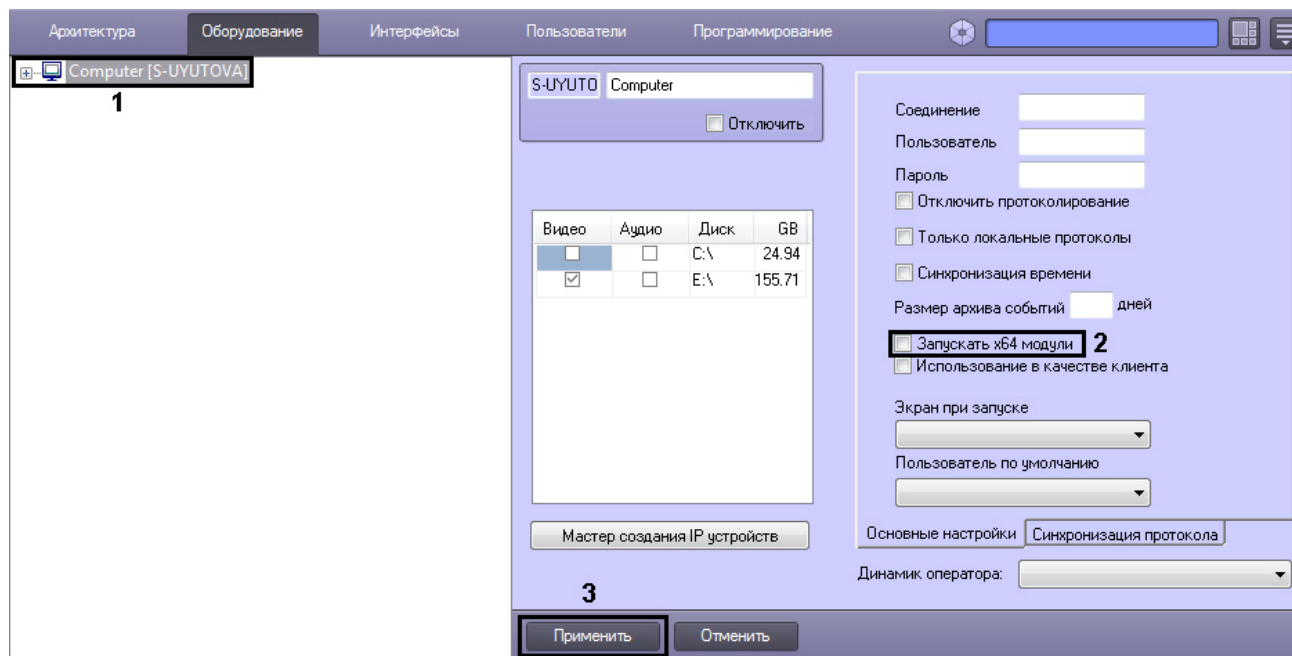 Архитектура Оборудование Интерфейсы Пользователи Программирование
Computer [S-UYUTOVA]
1
S-UYUTO Computer
Отключить
Видео Аудио Диск GB
C:\ 24.94
E:\ 155.71
Мастер создания IP устройств
Соединение
Пользователь
Пароль
Отключить протоколирование
Только локальные протоколы
Синхронизация времени
Размер архива событий дней
Запускать x64 модули 2
Использование в качестве клиента
Экран при запуске
Пользователь по умолчанию
Основные настройки Синхронизация протокола
Динамик оператора:
3
Применить Отменить